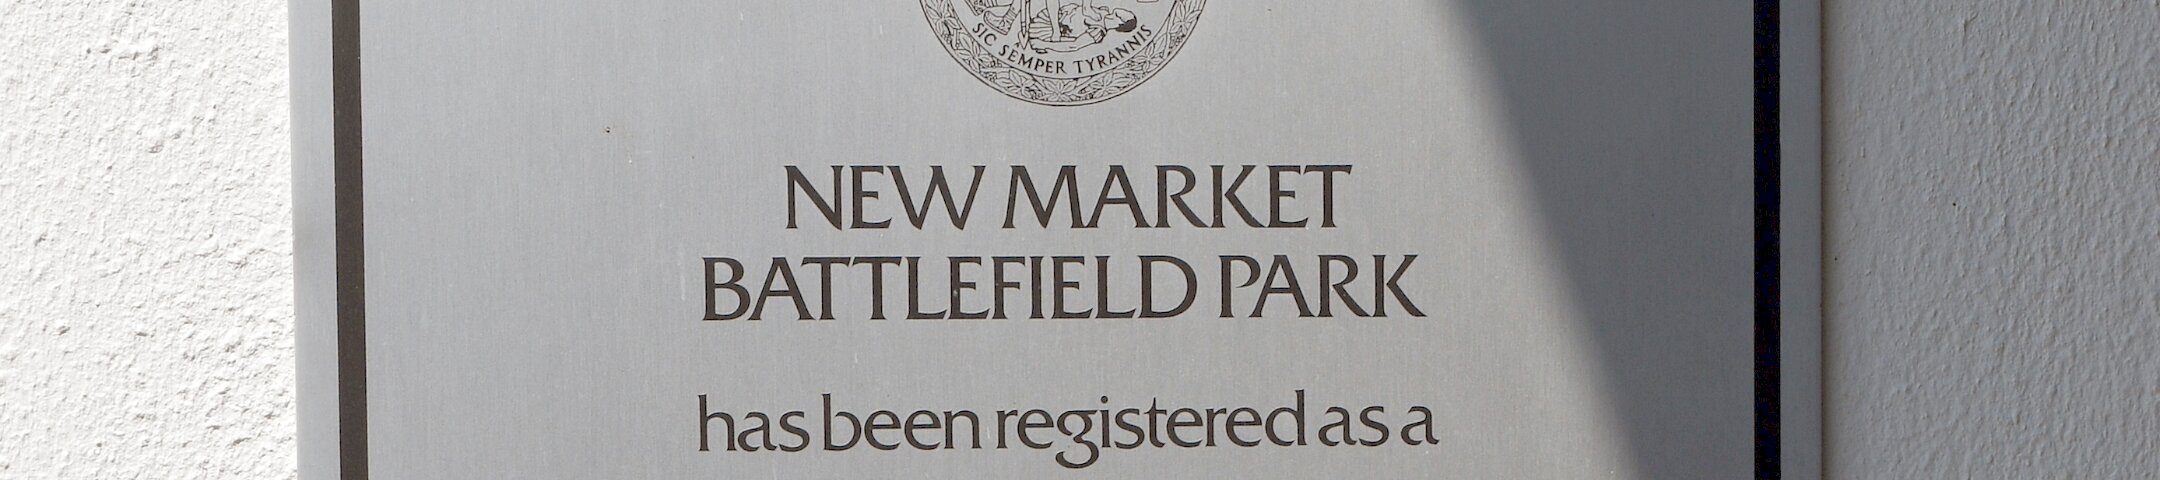 SIC SEMPER TYRANNIS
NEW MARKET
BATTLEFIELD PARK
has been registered as a